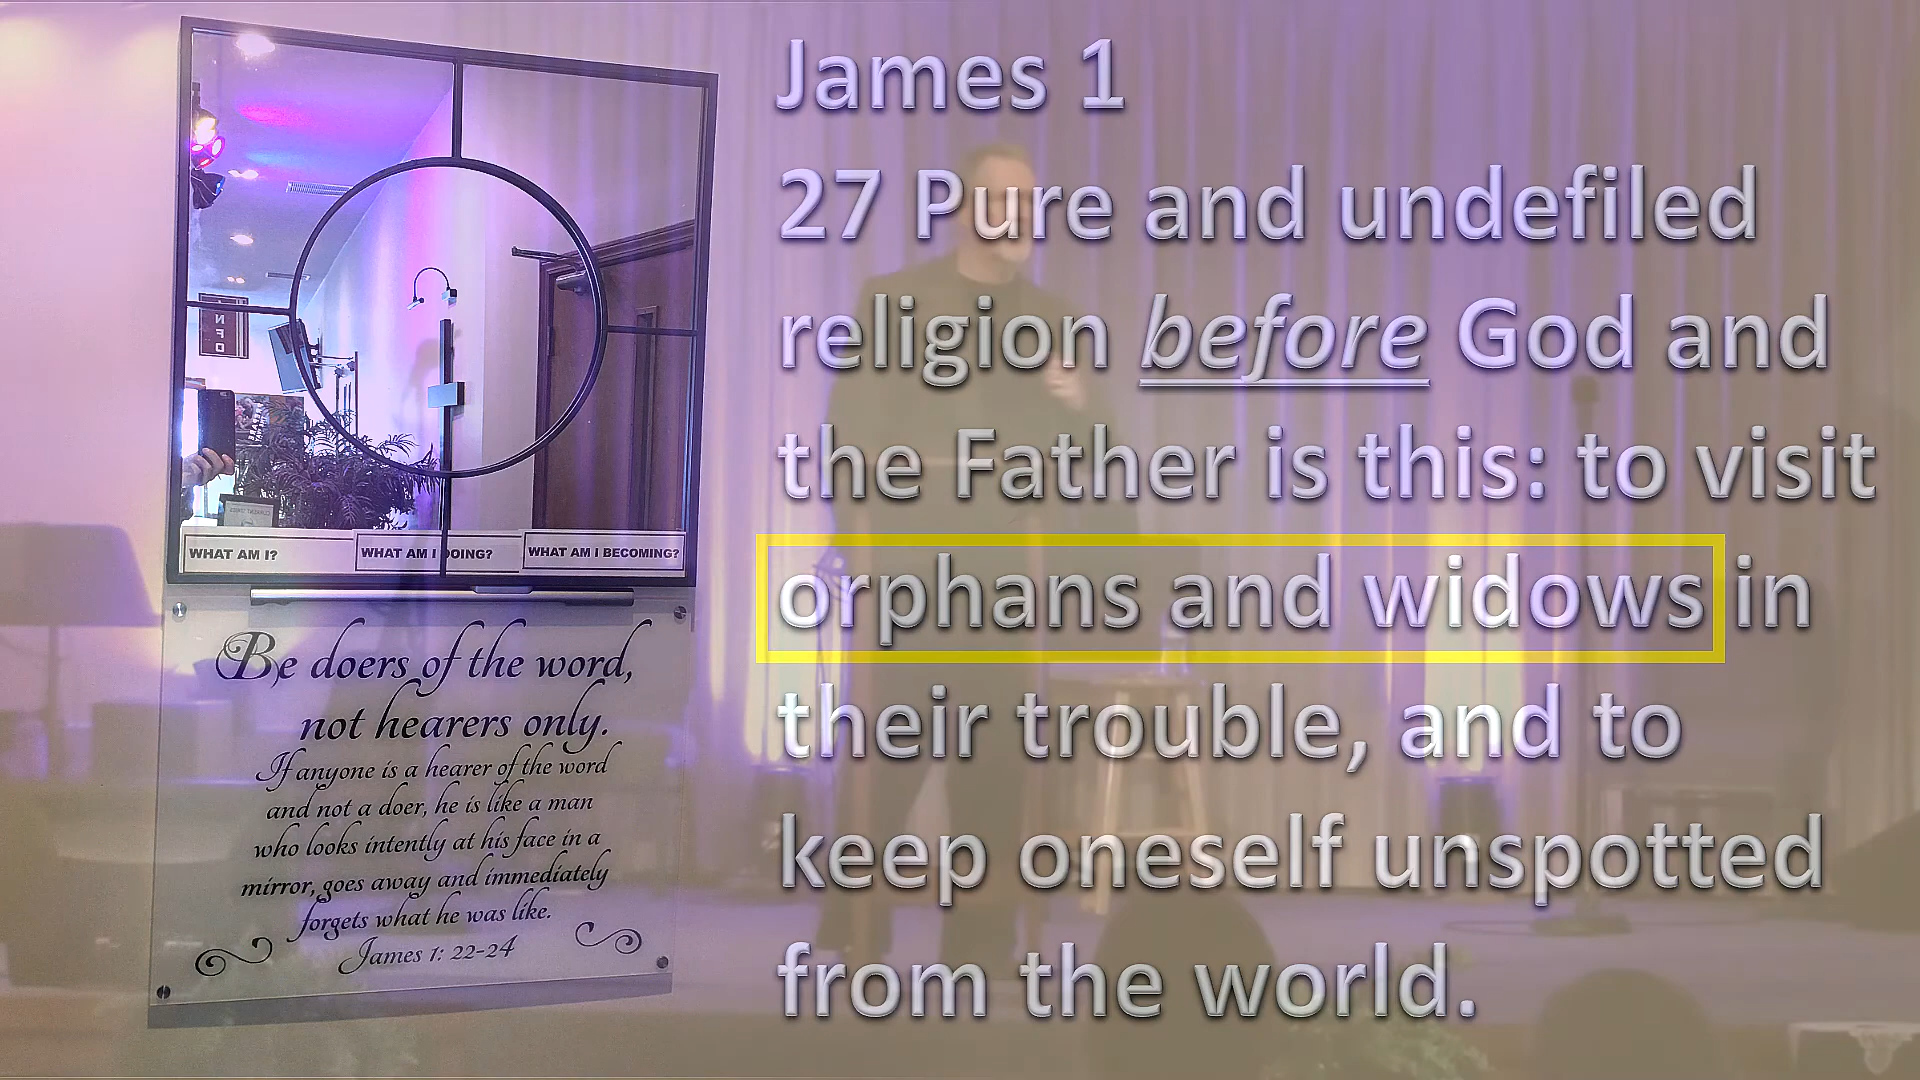 James 1
27 Pure and undefiled
religion before God and
the Father is this: to visit
orphans and widows in
their trouble, and to
keep oneself unspotted
from the world.
INFO
WHAT AM I?
WHAT AM I DOING?
WHAT AM I BECOMING?
Be doers of the word,
not hearers only.
If anyone is a hearer of the word
and not a doer, he is like a man
who looks intently at his face in a
mirror, goes away and immediately
forgets what he was like.
James 1: 22-24